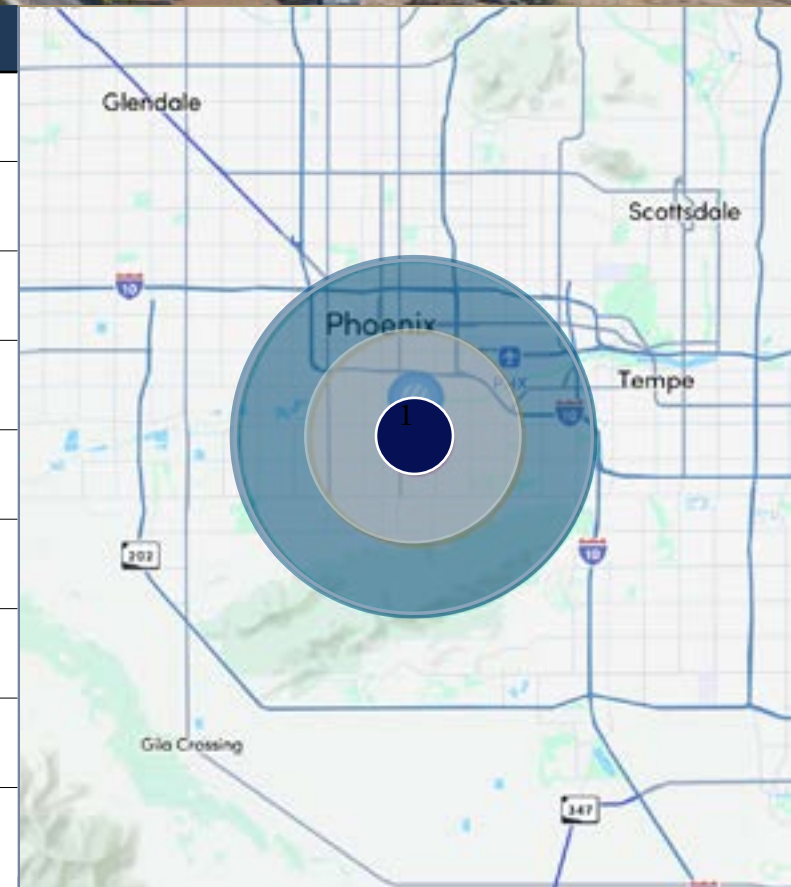 Glendale
Scottsdale
10
Phoenix
PHX
Tempe
1
10
202
10
Gila Crossing
347